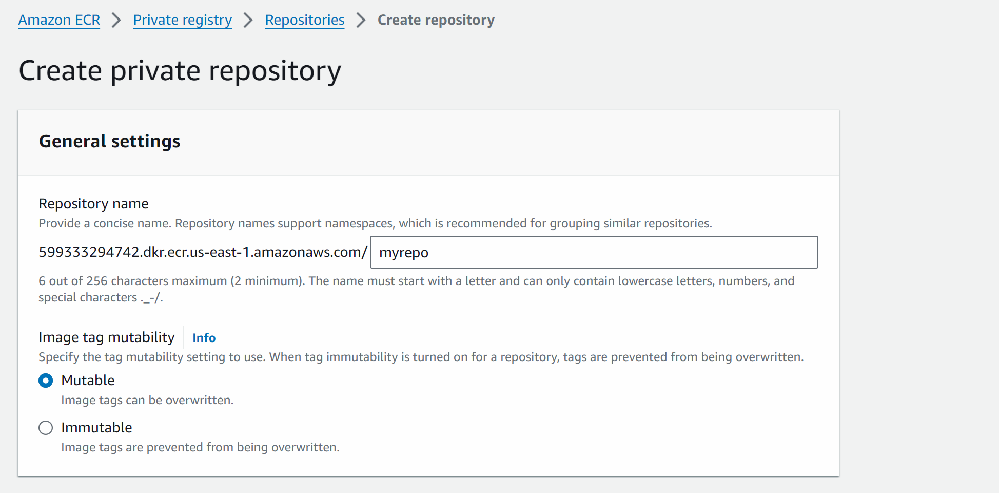 Amazon ECR > Private registry > Repositories > Create repository
Create private repository
General settings
Repository name
Provide a concise name. Repository names support namespaces, which is recommended for grouping similar repositories.
599333294742.dkr.ecr.us-east-1.amazonaws.com/ myrepo
6 out of 256 characters maximum (2 minimum). The name must start with a letter and can only contain lowercase letters, numbers, and
special characters ._-/.
Image tag mutability Info
Specify the tag mutability setting to use. When tag immutability is turned on for a repository, tags are prevented from being overwritten.
Mutable
Image tags can be overwritten.
Immutable
Image tags are prevented from being overwritten.